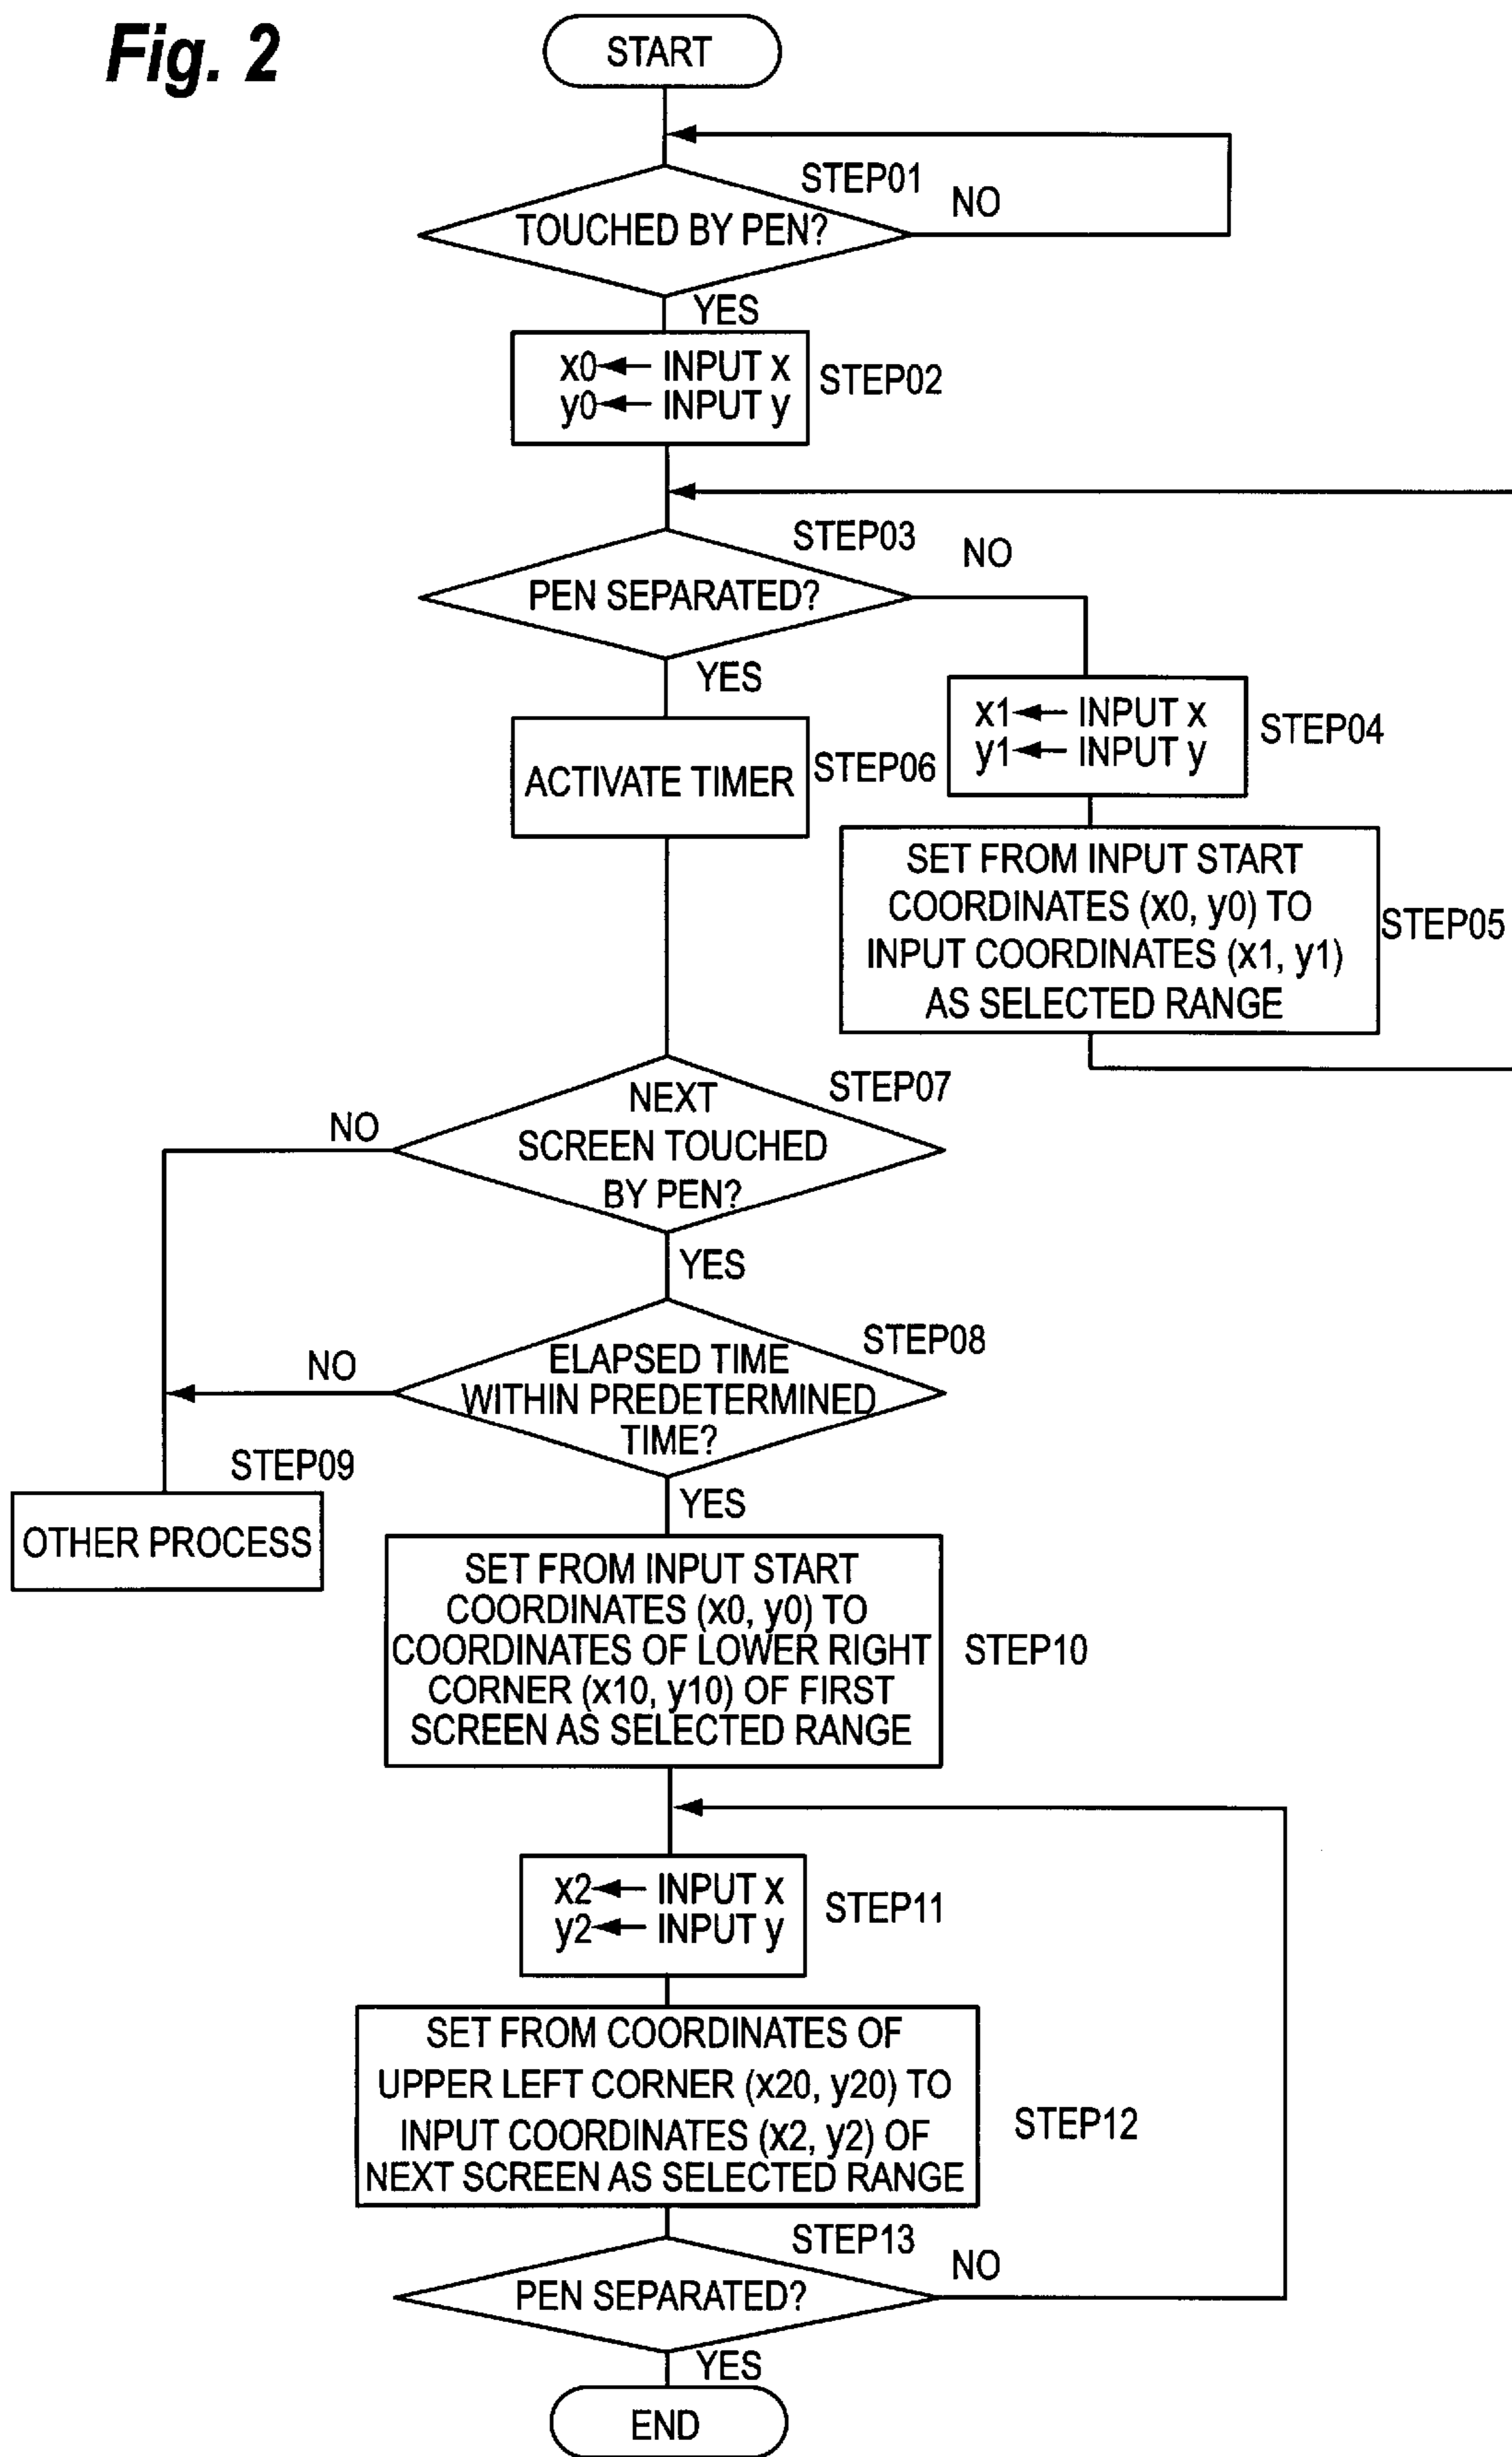 Fig. 2
START
STEP01
TOUCHED BY PEN?
NO
YES
x0← INPUT x
y0← INPUT y
STEP02
STEP03
NO
PEN SEPARATED?
YES
x1← INPUT x
y1← INPUT y
STEP04
ACTIVATE TIMER
STEP06
SET FROM INPUT START
COORDINATES (x0, y0) TO
INPUT COORDINATES (x1, y1)
AS SELECTED RANGE
STEP05
STEP07
NEXT
SCREEN TOUCHED
BY PEN?
NO
YES
STEP08
ELAPSED TIME
WITHIN PREDETERMINED
TIME?
NO
YES
STEP09
OTHER PROCESS
SET FROM INPUT START
COORDINATES (x0, y0) TO
COORDINATES OF LOWER RIGHT
CORNER (x10, y10) OF FIRST
SCREEN AS SELECTED RANGE
STEP10
x2← INPUT x
y2← INPUT y
STEP11
SET FROM COORDINATES OF
UPPER LEFT CORNER (x20, y20) TO
INPUT COORDINATES (x2, y2) OF
NEXT SCREEN AS SELECTED RANGE
STEP12
STEP13
PEN SEPARATED?
NO
YES
END